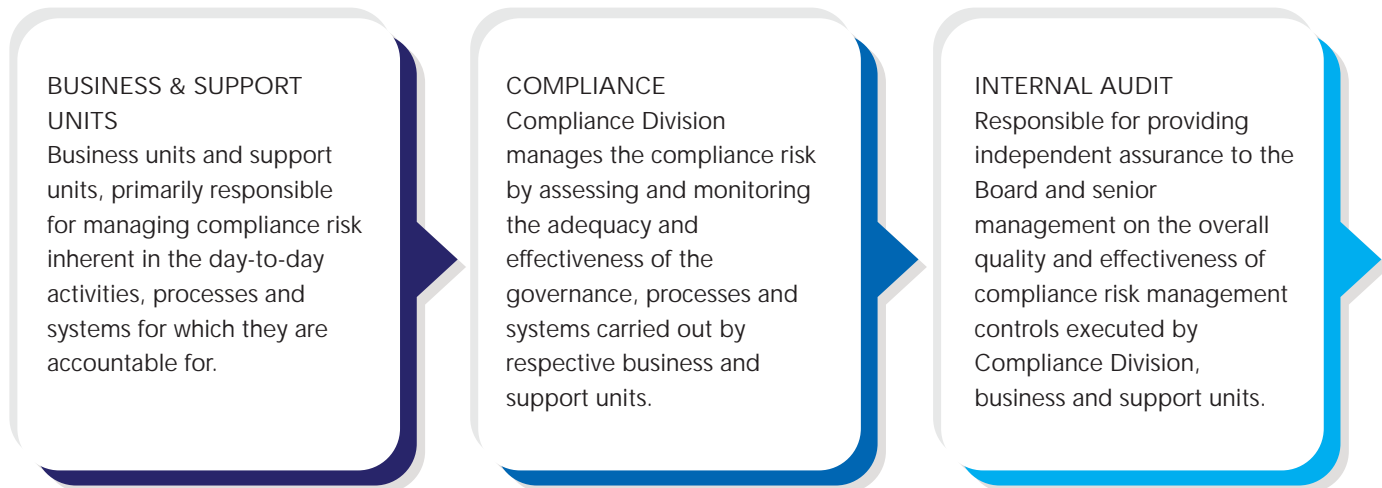 BUSINESS & SUPPORT
UNITS
Business units and support
units, primarily responsible
for managing compliance risk
inherent in the day-to-day
activities, processes and
systems for which they are
accountable for.
COMPLIANCE
Compliance Division
manages the compliance risk
by assessing and monitoring
the adequacy and
effectiveness of the
governance, processes and
systems carried out by
respective business and
support units.
INTERNAL AUDIT
Responsible for providing
independent assurance to the
Board and senior
management on the overall
quality and effectiveness of
compliance risk management
controls executed by
Compliance Division,
business and support units.